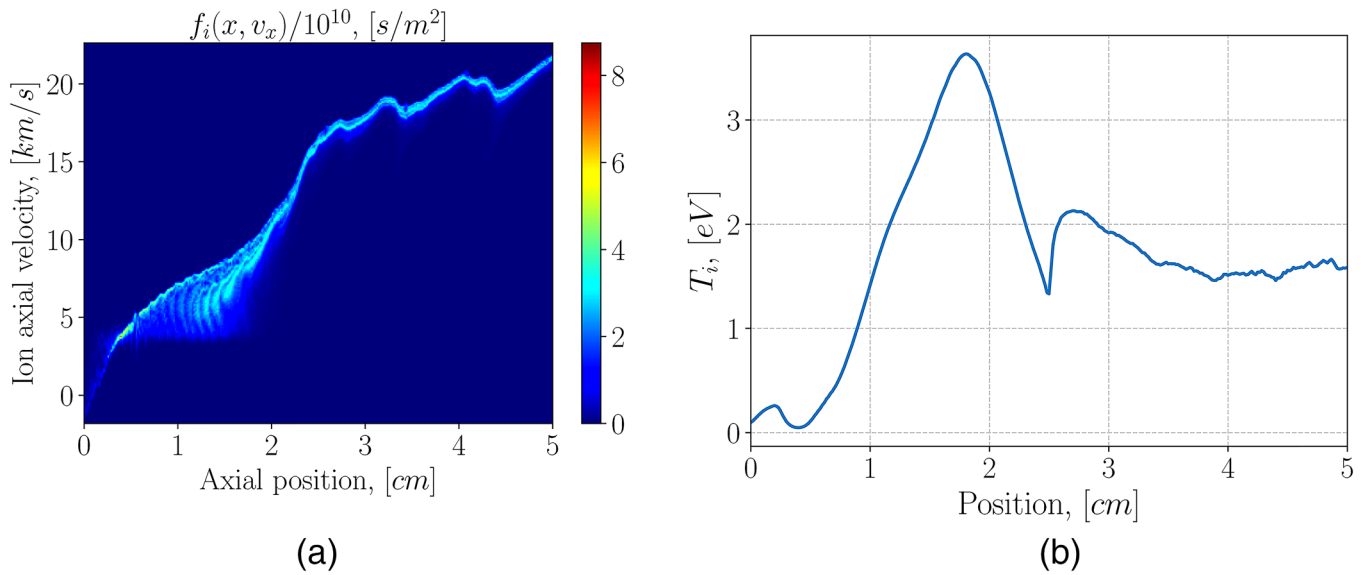 f_i(x, v_x)/10^{10}, [s/m^2]
Ion axial velocity, [km/s]
20
15
10
5
0
0 1 2 3 4 5
Axial position, [cm]
8
6
4
2
0
(a)
T_i, [eV]
3
2
1
0
0 1 2 3 4 5
Position, [cm]
(b)